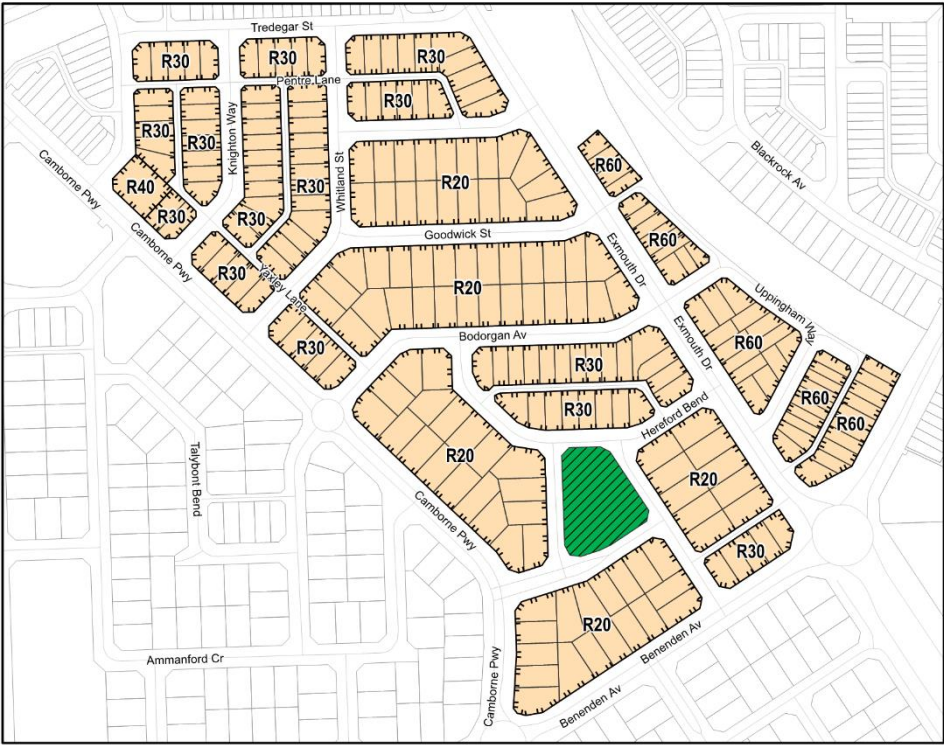 Tredegar St
R30
R30
R30
Pentre Lane
R30
R30
R30
Knighton Way
Blackrock Av
Camborne Pwy
R40
R30
R30
Whitland St
R20
R60
R30
R30
Goodwick St
R60
Camborne Pwy
Exmouth Dr
Yaxley Lane
R20
Uppingham Way
R30
Bodorgan Av
Exmouth Dr
R60
R30
R60
R30
Hereford Bend
R60
Talybont Bend
R20
R20
Camborne Pwy
R30
R20
Benenden Av
Ammanford Cr
Camborne Pwy
Benenden Av